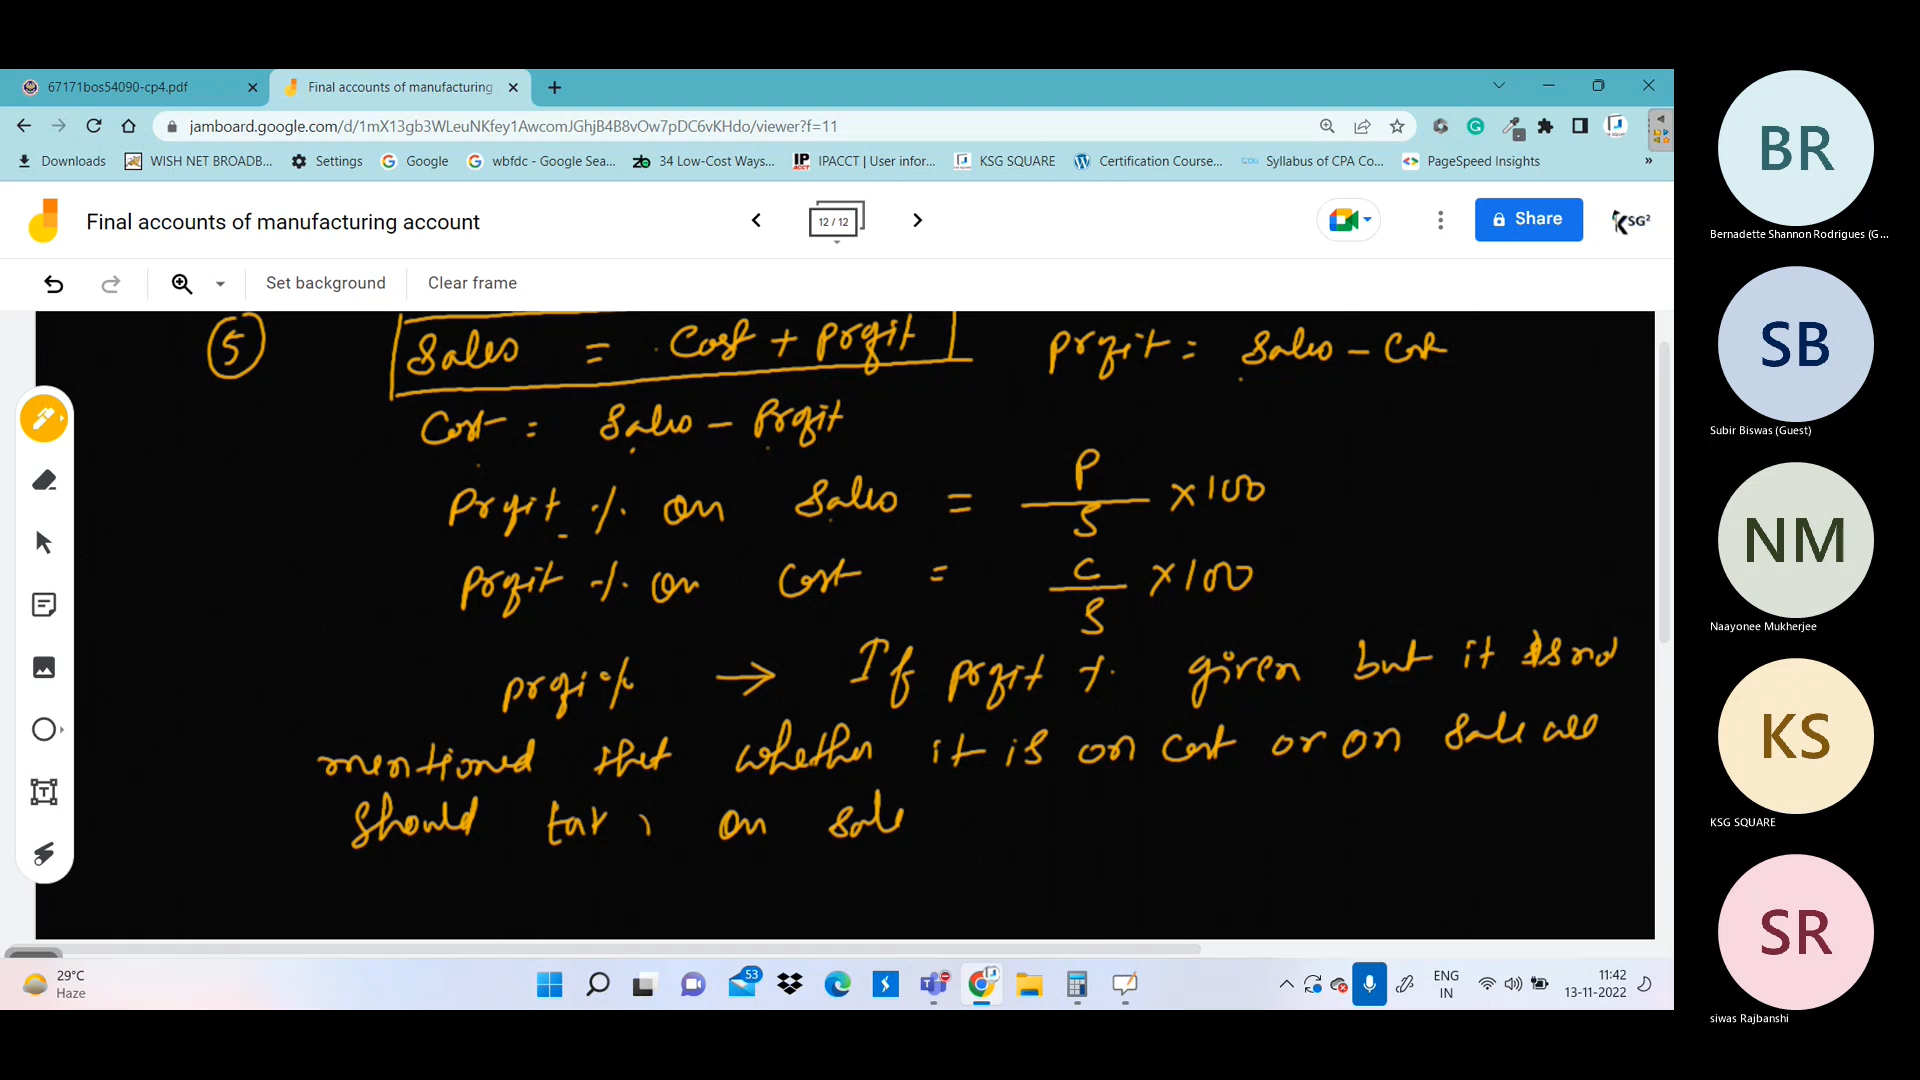 67171bos54090-cp4.pdf
Final accounts of manufacturing
jamboard.google.com/d/1mX13gb3WLeuNKfey1AwcomJGhjB4B8vOw7pDC6vKHdo/viewer?f=11
Downloads WISH NET BROADB... Settings Google wbfdc - Google Sea... 34 Low-Cost Ways... IPACCT | User infor... KSG SQUARE Certification Course... Syllabus of CPA Co... PageSpeed Insights »
Final accounts of manufacturing account
12 / 12
Share
KSG²
Set background Clear frame
5 Sales = Cost + Profit Profit = Sales - Cost
Cost = Sales - Profit
Profit % on Sales = P/S × 100
Profit % on Cost = C/S × 100
profi% → If profit % given but it is not
mentioned that whether it is on cost or on sale
should on sale
BR
Bernadette Shannon Rodrigues (G...
SB
Subir Biswas (Guest)
NM
Naayonee Mukherjee
KS
KSG SQUARE
SR
siwas Rajbanshi
29°C
Haze
53
ENG
IN
11:42
13-11-2022